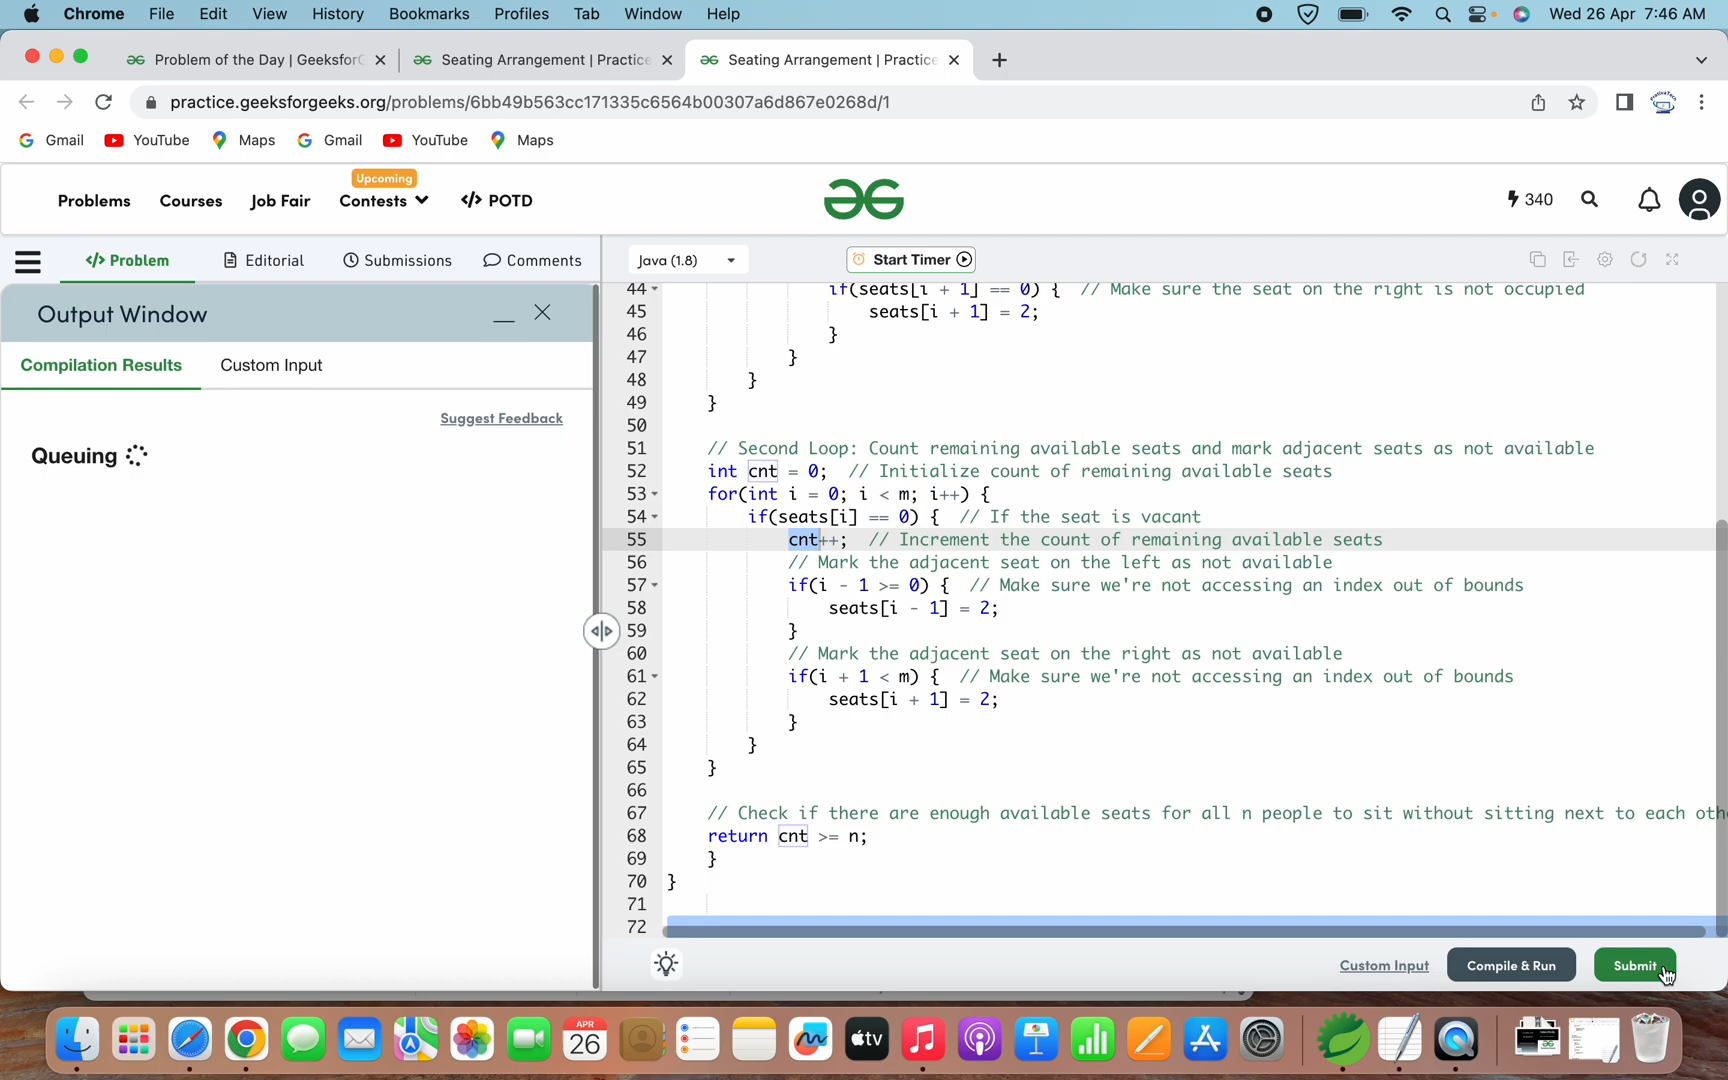 Chrome File Edit View History Bookmarks Profiles Tab Window Help Wed 26 Apr 7:46 AM
Problem of the Day | GeeksforG Seating Arrangement | Practice Seating Arrangement | Practice
practice.geeksforgeeks.org/problems/6bb49b563cc171335c6564b00307a6d867e0268d/1
Gmail YouTube Maps Gmail YouTube Maps
Upcoming
Problems Courses Job Fair Contests </> POTD 340
</> Problem Editorial Submissions Comments Java (1.8) Start Timer
Output Window
Compilation Results Custom Input
Suggest Feedback
Queuing
44 if(seats[i + 1] == 0) { // Make sure the seat on the right is not occupied
45 seats[i + 1] = 2;
46 }
47 }
48 }
49 }
50
51 // Second Loop: Count remaining available seats and mark adjacent seats as not available
52 int cnt = 0; // Initialize count of remaining available seats
53 for(int i = 0; i < m; i++) {
54 if(seats[i] == 0) { // If the seat is vacant
55 cnt++; // Increment the count of remaining available seats
56 // Mark the adjacent seat on the left as not available
57 if(i - 1 >= 0) { // Make sure we're not accessing an index out of bounds
58 seats[i - 1] = 2;
59 }
60 // Mark the adjacent seat on the right as not available
61 if(i + 1 < m) { // Make sure we're not accessing an index out of bounds
62 seats[i + 1] = 2;
63 }
64 }
65 }
66
67 // Check if there are enough available seats for all n people to sit without sitting next to each oth
68 return cnt >= n;
69 }
70 }
71
72
Custom Input Compile & Run Submit
APR
26
tv